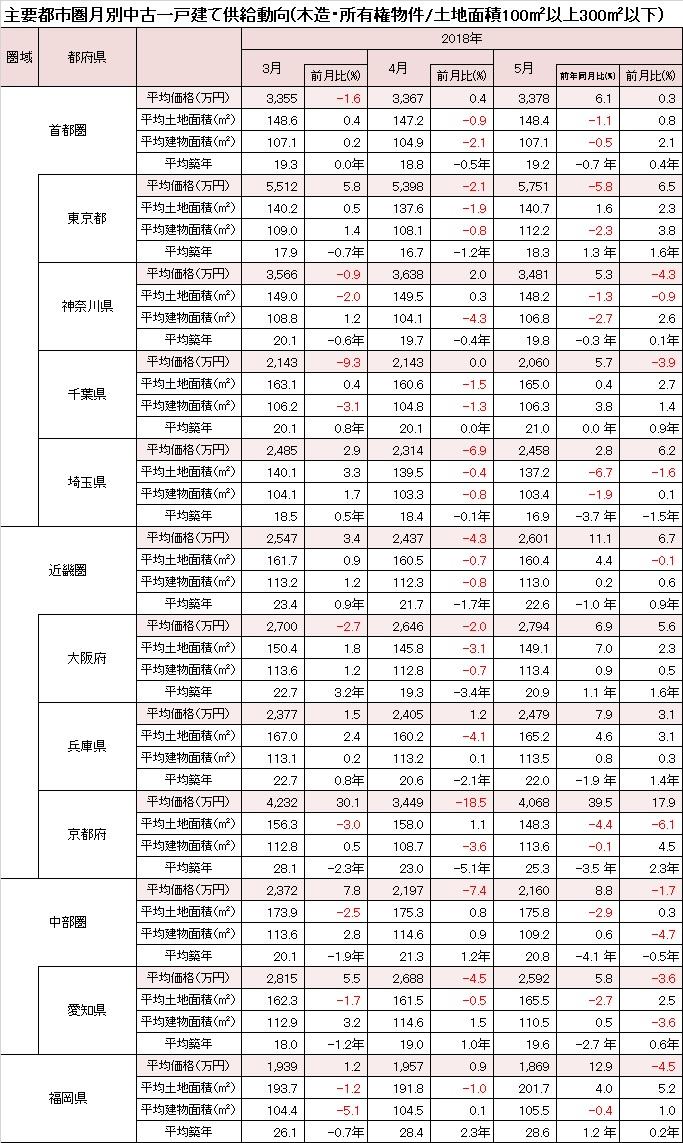 主要都市圏月別中古一戸建て供給動向(木造・所有権物件/土地面積100㎡以上300㎡以下)
圏域 都府県 2018年
3月 前月比(%) 4月 前月比(%) 5月 前年同月比(%) 前月比(%)
首都圏
平均価格(万円) 3,355 -1.6 3,367 0.4 3,378 6.1 0.3
平均土地面積(㎡) 148.6 0.4 147.2 -0.9 148.4 -1.1 0.8
平均建物面積(㎡) 107.1 0.2 104.9 -2.1 107.1 -0.5 2.1
平均築年 19.3 0.0年 18.8 -0.5年 19.2 -0.7 年 0.4年
東京都
平均価格(万円) 5,512 5.8 5,398 -2.1 5,751 -5.8 6.5
平均土地面積(㎡) 140.2 0.5 137.6 -1.9 140.7 1.6 2.3
平均建物面積(㎡) 109.0 1.4 108.1 -0.8 112.2 -2.3 3.8
平均築年 17.9 -0.7年 16.7 -1.2年 18.3 1.3 年 1.6年
神奈川県
平均価格(万円) 3,566 -0.9 3,638 2.0 3,481 5.3 -4.3
平均土地面積(㎡) 149.0 -2.0 149.5 0.3 148.2 -1.3 -0.9
平均建物面積(㎡) 108.8 1.2 104.1 -4.3 106.8 -2.7 2.6
平均築年 20.1 -0.6年 19.7 -0.4年 19.8 -0.3 年 0.1年
千葉県
平均価格(万円) 2,143 -9.3 2,143 0.0 2,060 5.7 -3.9
平均土地面積(㎡) 163.1 0.4 160.6 -1.5 165.0 0.4 2.7
平均建物面積(㎡) 106.2 -3.1 104.8 -1.3 106.3 3.8 1.4
平均築年 20.1 0.8年 20.1 0.0年 21.0 0.0 年 0.9年
埼玉県
平均価格(万円) 2,485 2.9 2,314 -6.9 2,458 2.8 6.2
平均土地面積(㎡) 140.1 3.3 139.5 -0.4 137.2 -6.7 -1.6
平均建物面積(㎡) 104.1 1.7 103.3 -0.8 103.4 -1.9 0.1
平均築年 18.5 0.5年 18.4 -0.1年 16.9 -3.7 年 -1.5年
近畿圏
平均価格(万円) 2,547 3.4 2,437 -4.3 2,601 11.1 6.7
平均土地面積(㎡) 161.7 0.9 160.5 -0.7 160.4 4.4 -0.1
平均建物面積(㎡) 113.2 1.2 112.3 -0.8 113.0 0.2 0.6
平均築年 23.4 0.9年 21.7 -1.7年 22.6 -1.0 年 0.9年
大阪府
平均価格(万円) 2,700 -2.7 2,646 -2.0 2,794 6.9 5.6
平均土地面積(㎡) 150.4 1.8 145.8 -3.1 149.1 7.0 2.3
平均建物面積(㎡) 113.6 1.2 112.8 -0.7 113.4 0.9 0.5
平均築年 22.7 3.2年 19.3 -3.4年 20.9 1.1 年 1.6年
兵庫県
平均価格(万円) 2,377 1.5 2,405 1.2 2,479 7.9 3.1
平均土地面積(㎡) 167.0 2.4 160.2 -4.1 165.2 4.6 3.1
平均建物面積(㎡) 113.1 0.2 113.2 0.1 113.5 0.8 0.3
平均築年 22.7 0.8年 20.6 -2.1年 22.0 -1.9 年 1.4年
京都府
平均価格(万円) 4,232 30.1 3,449 -18.5 4,068 39.5 17.9
平均土地面積(㎡) 156.3 -3.0 158.0 1.1 148.3 -4.4 -6.1
平均建物面積(㎡) 112.8 0.5 108.7 -3.6 113.6 -0.1 4.5
平均築年 28.1 -2.3年 23.0 -5.1年 25.3 -3.5 年 2.3年
中部圏
平均価格(万円) 2,372 7.8 2,197 -7.4 2,160 8.8 -1.7
平均土地面積(㎡) 173.9 -2.5 175.3 0.8 175.8 -2.9 0.3
平均建物面積(㎡) 113.6 2.8 114.6 0.9 109.2 0.6 -4.7
平均築年 20.1 -1.9年 21.3 1.2年 20.8 -4.1 年 -0.5年
愛知県
平均価格(万円) 2,815 5.5 2,688 -4.5 2,592 5.8 -3.6
平均土地面積(㎡) 162.3 -1.7 161.5 -0.5 165.5 -2.7 2.5
平均建物面積(㎡) 112.9 3.2 114.6 1.5 110.5 0.5 -3.6
平均築年 18.0 -1.2年 19.0 1.0年 19.6 -2.7 年 0.6年
福岡県
平均価格(万円) 1,939 1.2 1,957 0.9 1,869 12.9 -4.5
平均土地面積(㎡) 193.7 -1.2 191.8 -1.0 201.7 4.0 5.2
平均建物面積(㎡) 104.4 -5.1 104.5 0.1 105.5 -0.4 1.0
平均築年 26.1 -0.7年 28.4 2.3年 28.6 1.2 年 0.2年